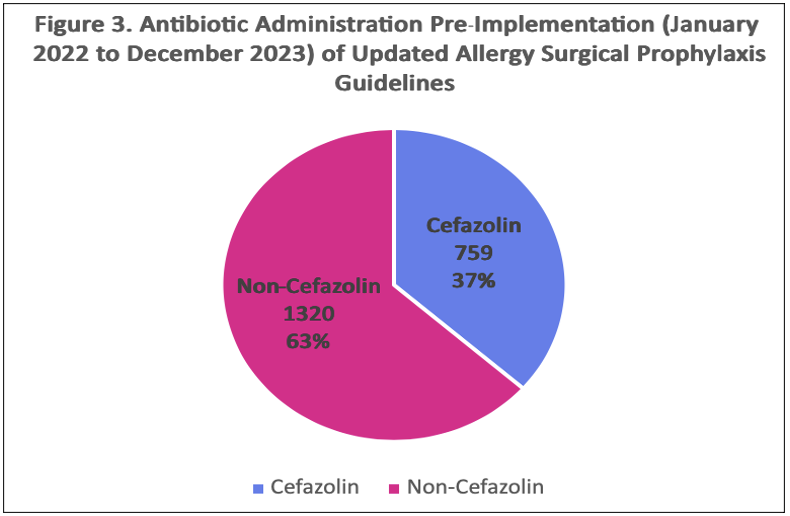 Figure 3. Antibiotic Administration Pre-Implementation (January
2022 to December 2023) of Updated Allergy Surgical Prophylaxis
Guidelines
Cefazolin
759
37%
Non-Cefazolin
1320
63%
Cefazolin
Non-Cefazolin